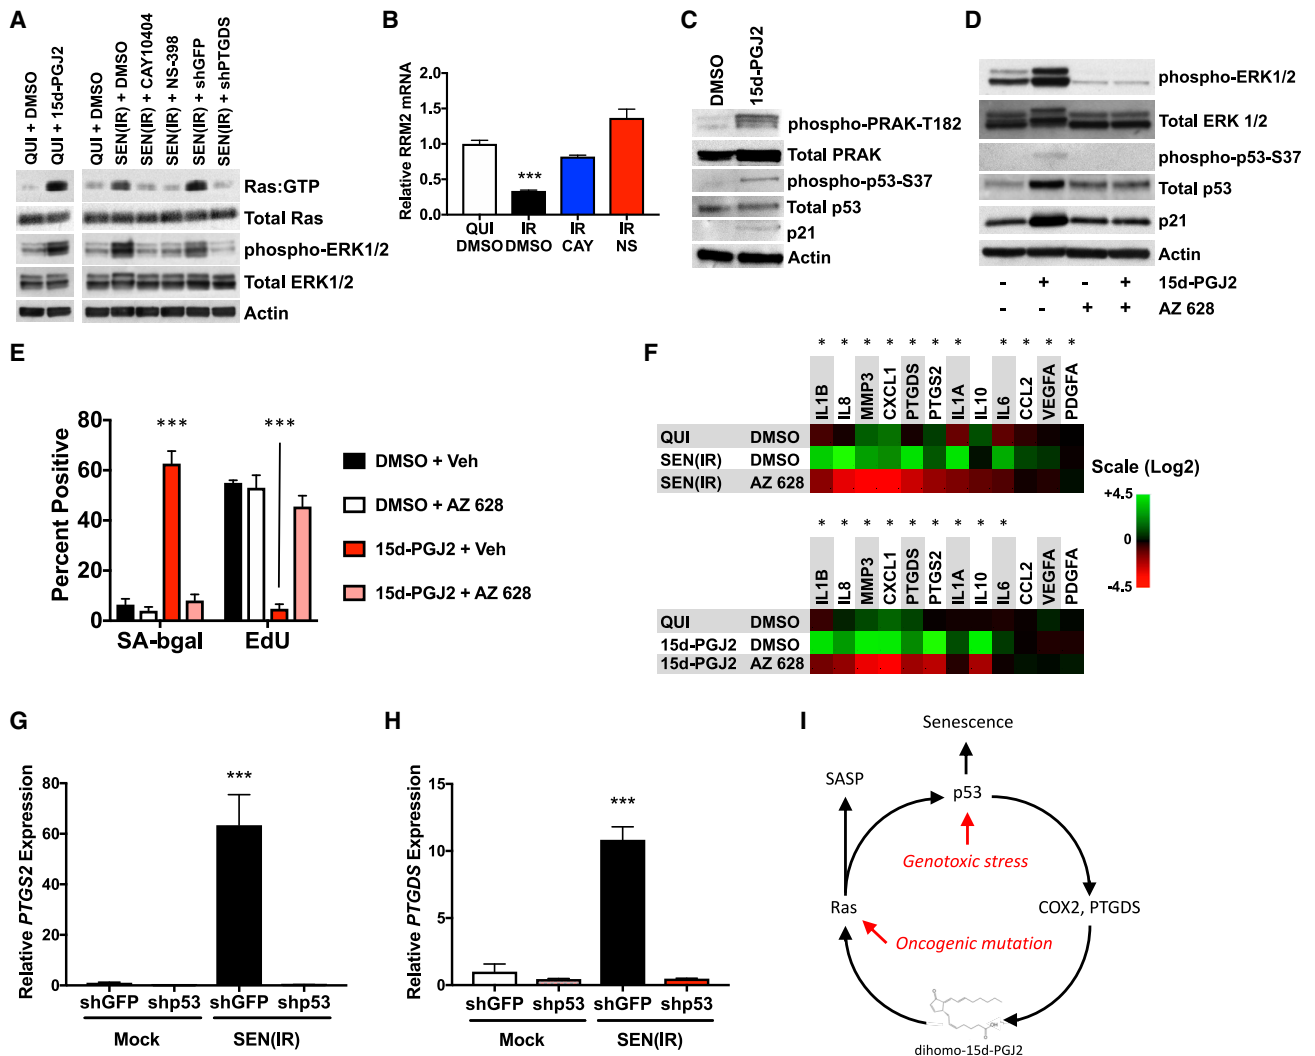 A
QUI + DMSO
QUI + 15d-PGJ2
QUI + DMSO
SEN(IR) + DMSO
SEN(IR) + CAY10404
SEN(IR) + NS-398
SEN(IR) + shGFP
SEN(IR) + shPTGDS
Ras:GTP
Total Ras
phospho-ERK1/2
Total ERK1/2
Actin
B
Relative RRM2 mRNA
2.0
1.5
1.0
0.5
0.0
***
QUI IR IR IR
DMSO DMSO CAY NS
C
DMSO
15d-PGJ2
phospho-PRAK-T182
Total PRAK
phospho-p53-S37
Total p53
p21
Actin
D
phospho-ERK1/2
Total ERK 1/2
phospho-p53-S37
Total p53
p21
Actin
- + - + 15d-PGJ2
- - + + AZ 628
E
Percent Positive
80
60
40
20
0
*** ***
SA-bgal EdU
DMSO + Veh
DMSO + AZ 628
15d-PGJ2 + Veh
15d-PGJ2 + AZ 628
F
* * * * * * * * * * *
IL1B IL8 MMP3 CXCL1 PTGDS PTGS2 IL1A IL10 IL6 CCL2 VEGFA PDGFA
QUI DMSO
SEN(IR) DMSO
SEN(IR) AZ 628
* * * * * * * * *
IL1B IL8 MMP3 CXCL1 PTGDS PTGS2 IL1A IL10 IL6 CCL2 VEGFA PDGFA
QUI DMSO
15d-PGJ2 DMSO
15d-PGJ2 AZ 628
Scale (Log2)
+4.5
0
-4.5
G
Relative PTGS2 Expression
80
60
40
20
0
***
shGFP shp53 shGFP shp53
Mock SEN(IR)
H
Relative PTGDS Expression
15
10
5
0
***
shGFP shp53 shGFP shp53
Mock SEN(IR)
I
Senescence
SASP
p53
Genotoxic stress
Ras
COX2, PTGDS
Oncogenic mutation
dihomo-15d-PGJ2